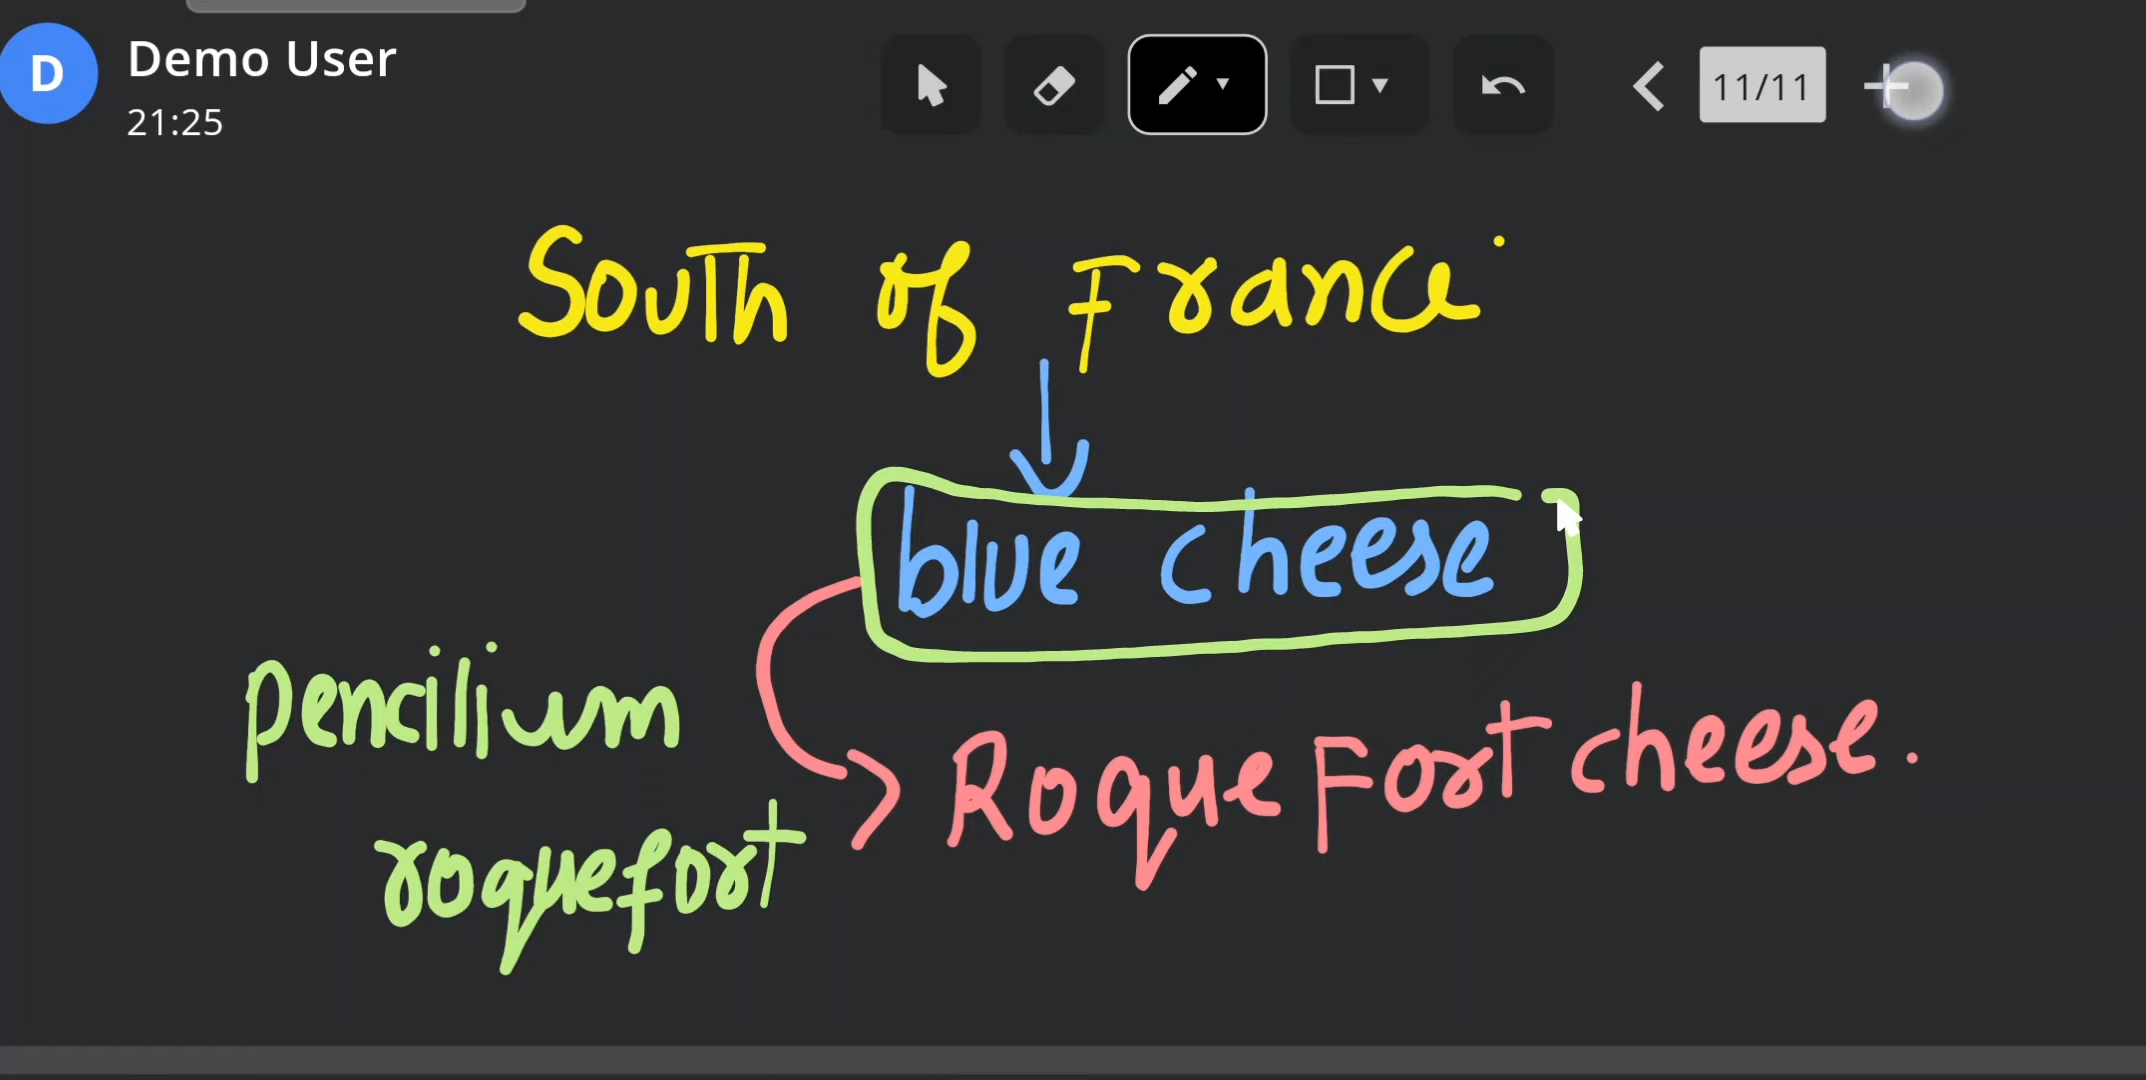 D
Demo User
21:25
11/11
South of France
blue cheese
Pencilium
roquefort
RoqueFort cheese.